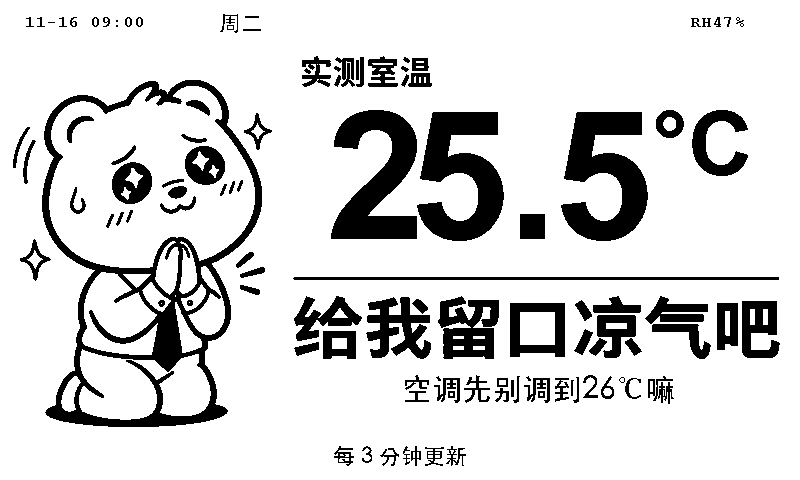 11-16 09:00 周二 RH47%
实测室温
25.5°C
给我留口凉气吧
空调先别调到26℃嘛
每 3 分钟更新